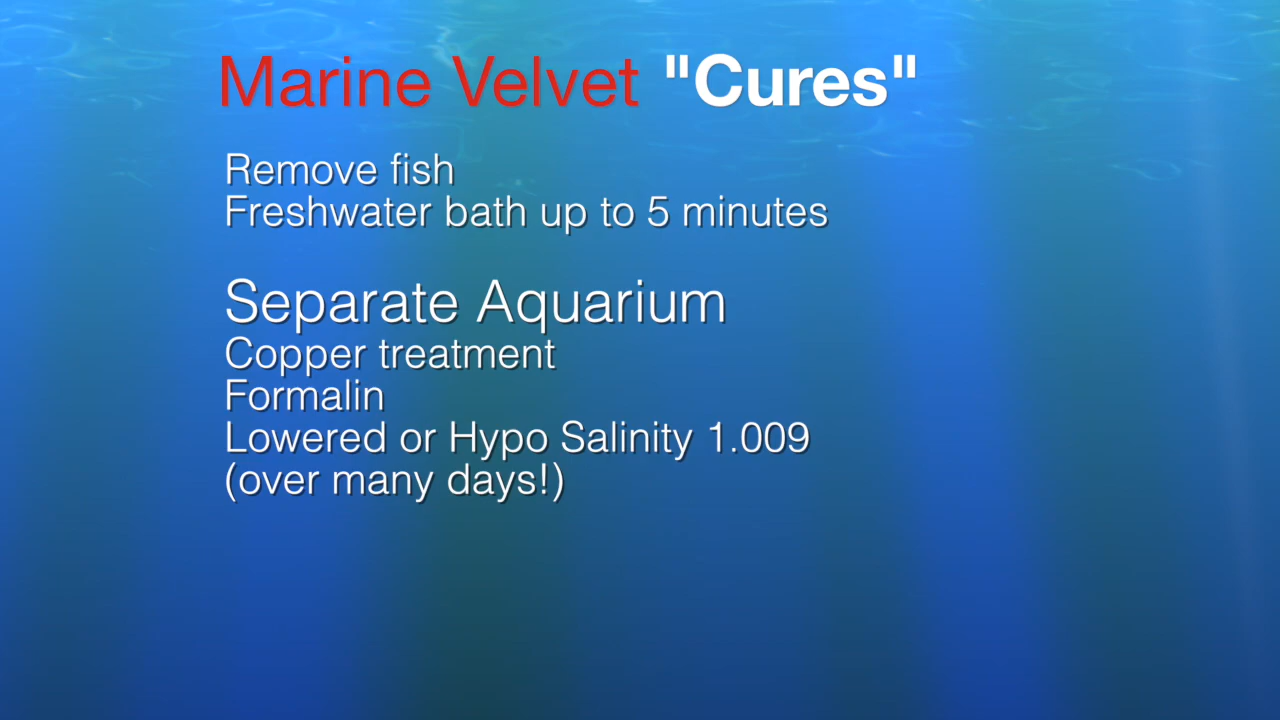 Marine Velvet "Cures"
Remove fish
Freshwater bath up to 5 minutes
Separate Aquarium
Copper treatment
Formalin
Lowered or Hypo Salinity 1.009
(over many days!)